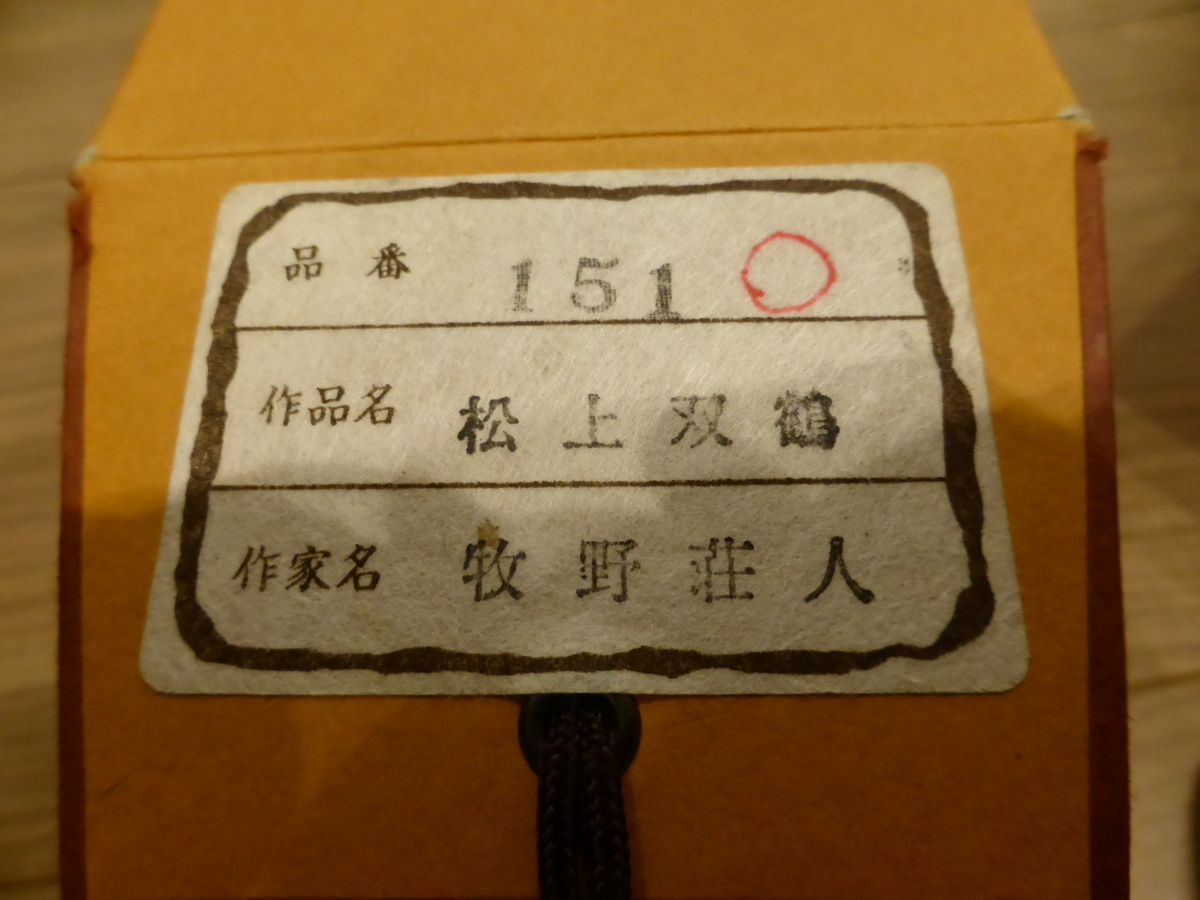 品番 151
作品名 松上双鶴
作家名 牧野荘人